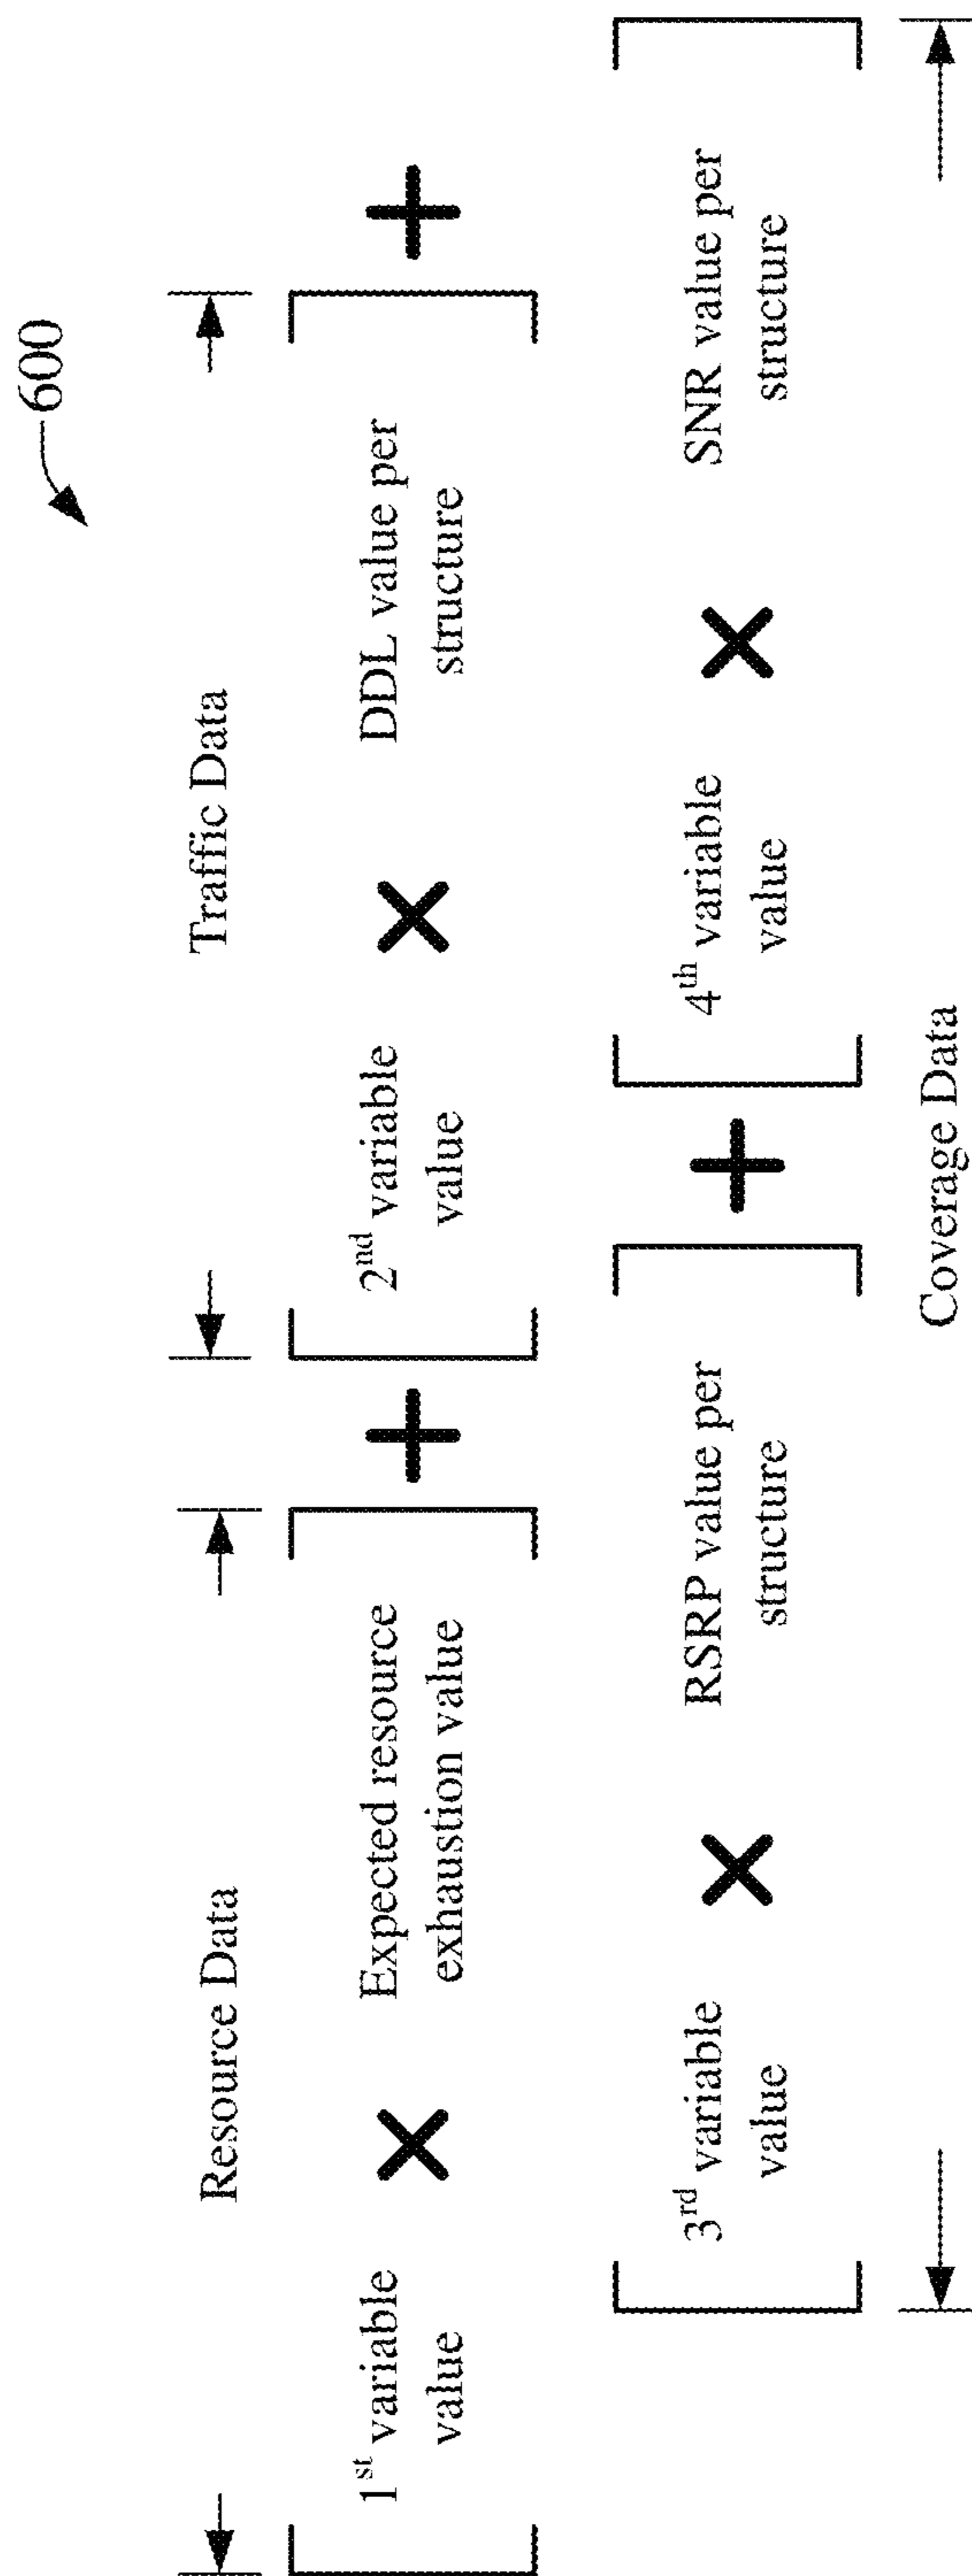 600
Resource Data
Traffic Data
1st variable
value
×
Expected resource
exhaustion value
+
2nd variable
value
×
DDL value per
structure
+
3rd variable
value
×
RSRP value per
structure
+
4th variable
value
×
SNR value per
structure
Coverage Data